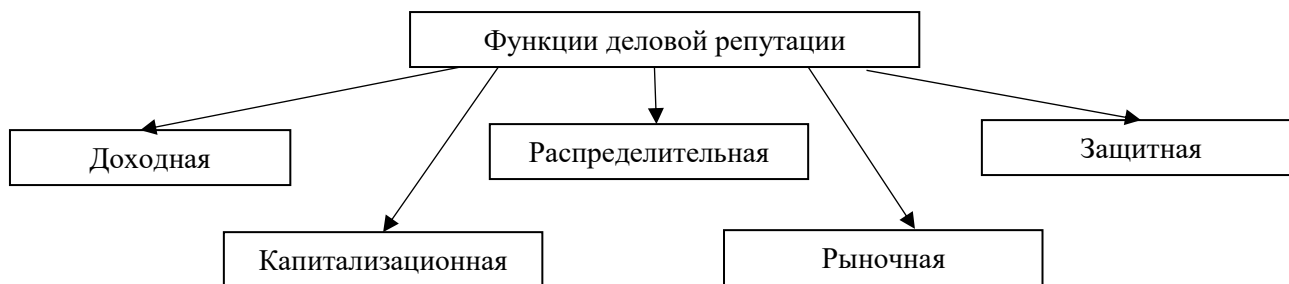 Функции деловой репутации
Доходная
Распределительная
Защитная
Капитализационная
Рыночная